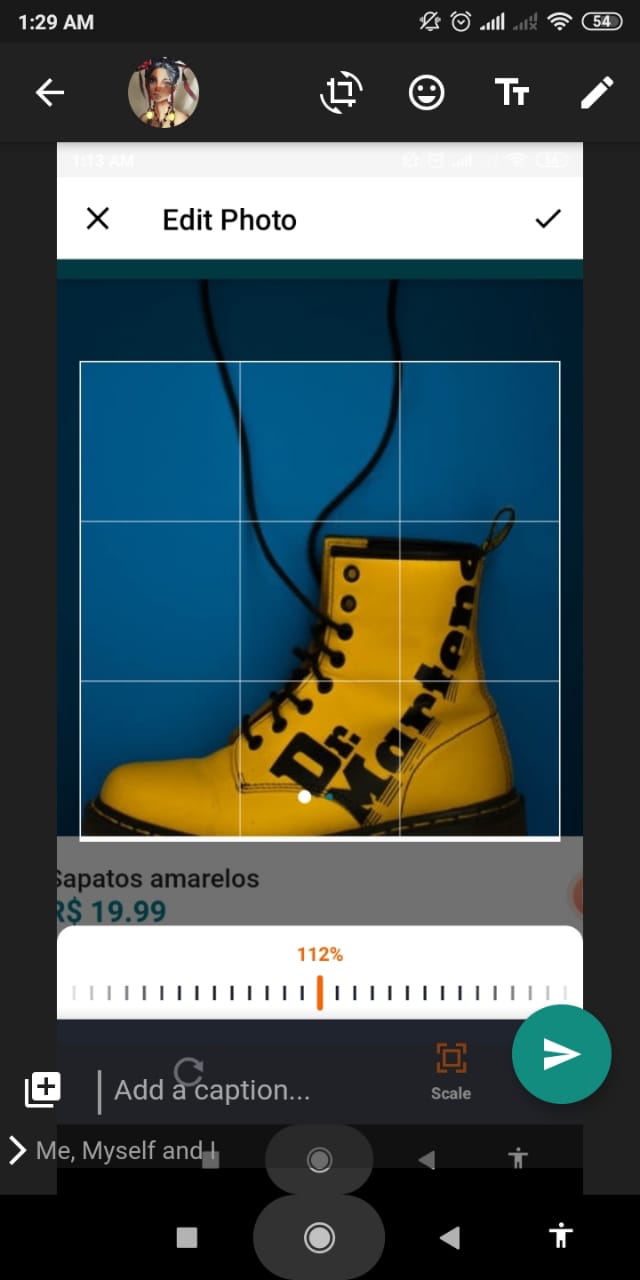 1:29 AM
54
TT
1:13 AM
Edit Photo
Dr.
Martens
Sapatos amarelos
R$ 19.99
112%
Add a caption...
Scale
Me, Myself and I